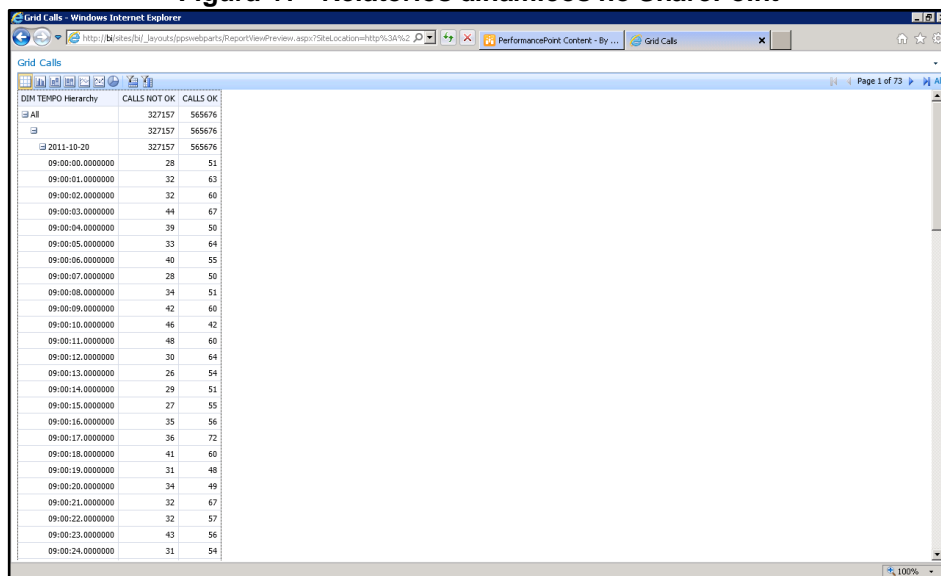 Grid Calls - Windows Internet Explorer
http://bi/sites/bi/_layouts/ppswebparts/ReportViewPreview.aspx?SiteLocation=http%3A%2 PerformancePoint Content - By ... Grid Calls
Grid Calls
Page 1 of 73
DIM TEMPO Hierarchy CALLS NOT OK CALLS OK
All 327157 565676
327157 565676
2011-10-20 327157 565676
09:00:00.0000000 28 51
09:00:01.0000000 32 63
09:00:02.0000000 32 60
09:00:03.0000000 44 67
09:00:04.0000000 39 50
09:00:05.0000000 33 64
09:00:06.0000000 40 55
09:00:07.0000000 28 50
09:00:08.0000000 34 51
09:00:09.0000000 42 60
09:00:10.0000000 46 42
09:00:11.0000000 48 60
09:00:12.0000000 30 64
09:00:13.0000000 26 54
09:00:14.0000000 29 51
09:00:15.0000000 27 55
09:00:16.0000000 35 56
09:00:17.0000000 36 72
09:00:18.0000000 41 60
09:00:19.0000000 31 48
09:00:20.0000000 34 49
09:00:21.0000000 32 67
09:00:22.0000000 32 57
09:00:23.0000000 43 56
09:00:24.0000000 31 54
100%